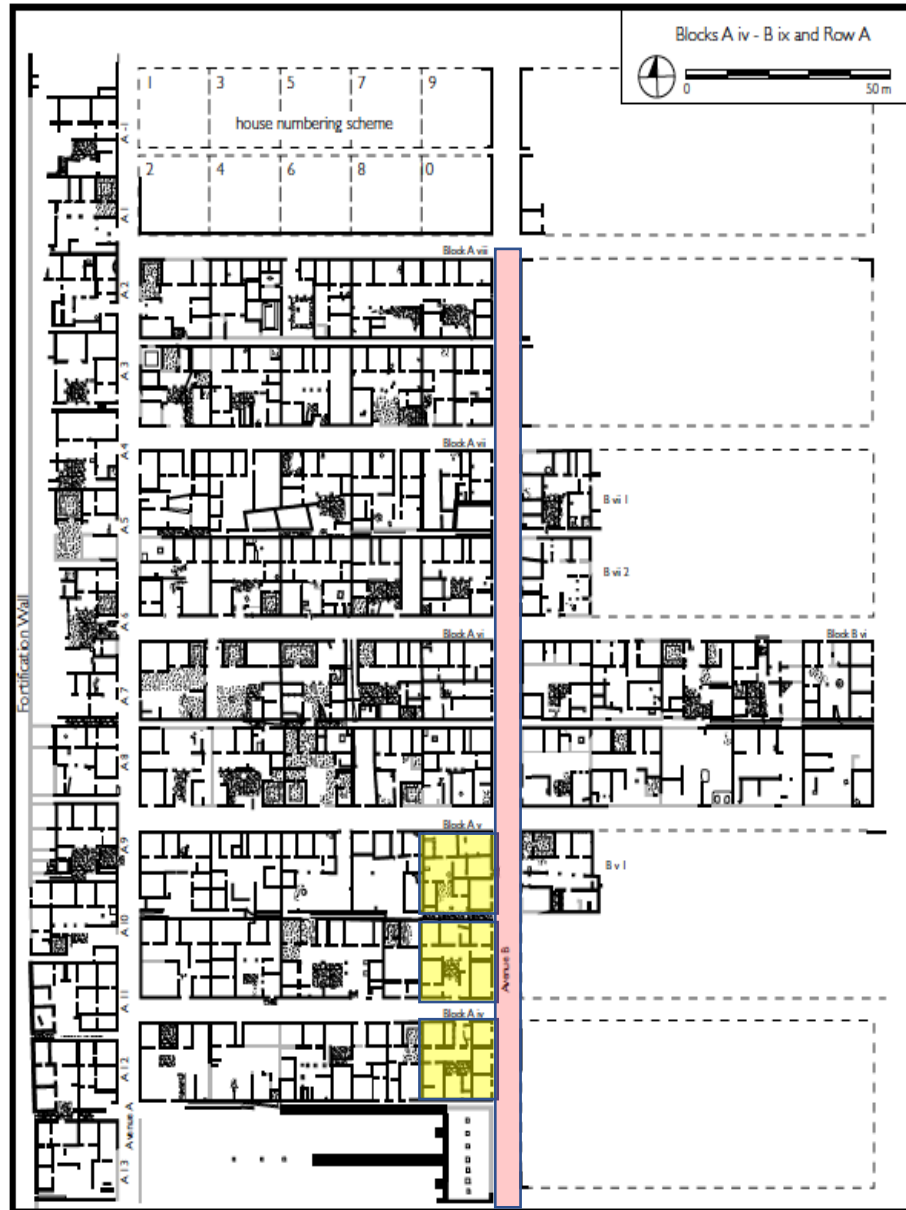 Blocks A iv - B ix and Row A
0 50 m
1 3 5 7 9
house numbering scheme
2 4 6 8 0
A -1
A 1
Block A viii
A 2
A 3
Block A vii
A 4
B vii 1
A 5
B vii 2
A 6
Fortification Wall
Block A vi
Block B vi
A 7
A 8
Block A v
A 9
B v 1
A 10
Avenue B
A 11
Block A iv
A 12
Avenue A
A 13